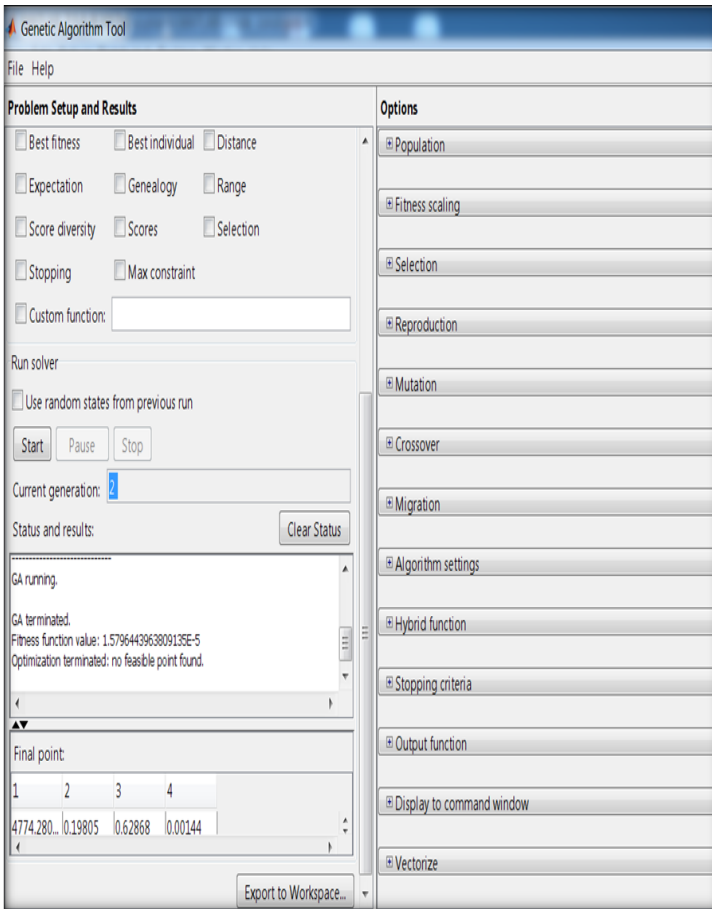 Genetic Algorithm Tool
File Help
Problem Setup and Results
Best fitness Best individual Distance
Expectation Genealogy Range
Score diversity Scores Selection
Stopping Max constraint
Custom function:
Run solver
Use random states from previous run
Start Pause Stop
Current generation: 2
Status and results: Clear Status
GA running.
GA terminated.
Fitness function value: 1.5796443963809135E-5
Optimization terminated: no feasible point found.
Final point:
1 2 3 4
4774.280... 0.19805 0.62868 0.00144
Export to Workspace...
Options
Population
Fitness scaling
Selection
Reproduction
Mutation
Crossover
Migration
Algorithm settings
Hybrid function
Stopping criteria
Output function
Display to command window
Vectorize